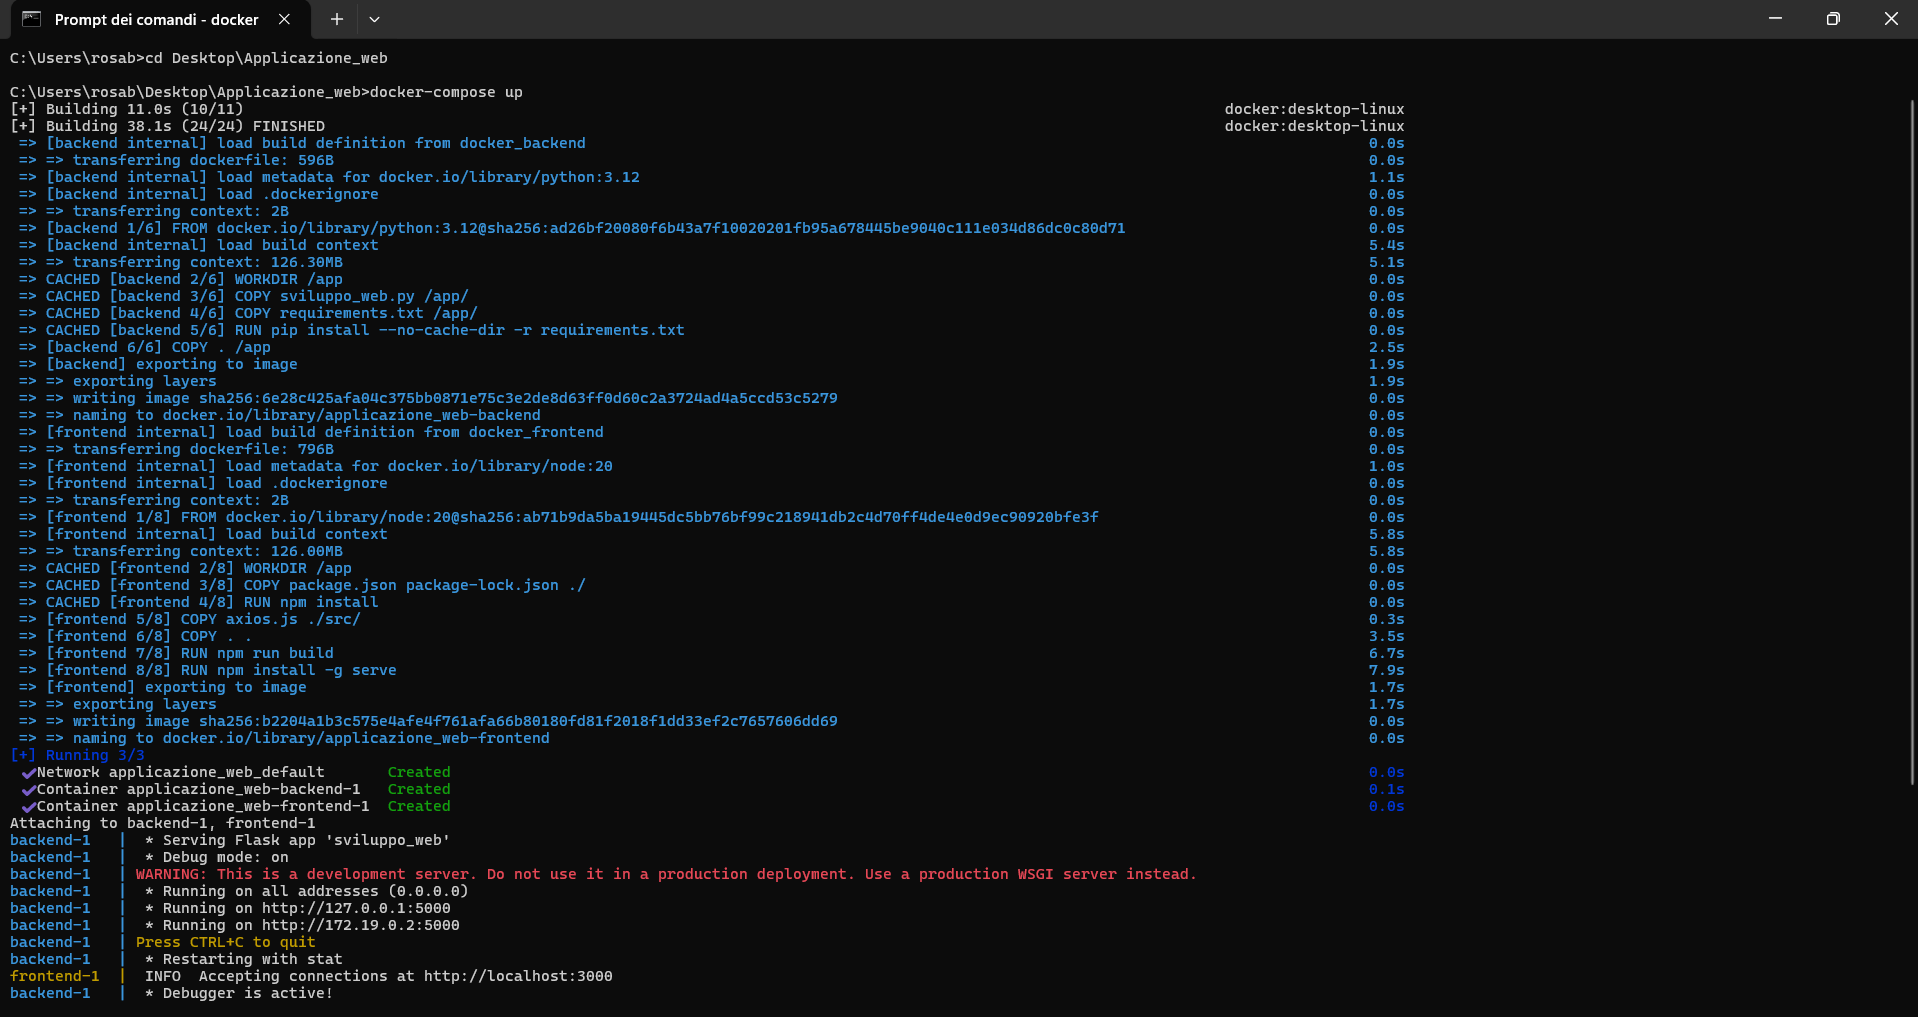 Prompt dei comandi - docker
C:\Users\rosab>cd Desktop\Applicazione_web
C:\Users\rosab\Desktop\Applicazione_web>docker-compose up
[+] Building 11.0s (10/11) docker:desktop-linux
[+] Building 38.1s (24/24) FINISHED docker:desktop-linux
=> [backend internal] load build definition from docker_backend 0.0s
=> => transferring dockerfile: 596B 0.0s
=> [backend internal] load metadata for docker.io/library/python:3.12 1.1s
=> [backend internal] load .dockerignore 0.0s
=> => transferring context: 2B 0.0s
=> [backend 1/6] FROM docker.io/library/python:3.12@sha256:ad26bf20080f6b43a7f10020201fb95a678445be9040c111e034d86dc0c80d71 0.0s
=> [backend internal] load build context 5.4s
=> => transferring context: 126.30MB 5.1s
=> CACHED [backend 2/6] WORKDIR /app 0.0s
=> CACHED [backend 3/6] COPY sviluppo_web.py /app/ 0.0s
=> CACHED [backend 4/6] COPY requirements.txt /app/ 0.0s
=> CACHED [backend 5/6] RUN pip install --no-cache-dir -r requirements.txt 0.0s
=> [backend 6/6] COPY . /app 2.5s
=> [backend] exporting to image 1.9s
=> => exporting layers 1.9s
=> => writing image sha256:6e28c425afa04c375bb0871e75c3e2de8d63ff0d60c2a3724ad4a5ccd53c5279 0.0s
=> => naming to docker.io/library/applicazione_web-backend 0.0s
=> [frontend internal] load build definition from docker_frontend 0.0s
=> => transferring dockerfile: 796B 0.0s
=> [frontend internal] load metadata for docker.io/library/node:20 1.0s
=> [frontend internal] load .dockerignore 0.0s
=> => transferring context: 2B 0.0s
=> [frontend 1/8] FROM docker.io/library/node:20@sha256:ab71b9da5ba19445dc5bb76bf99c218941db2c4d70ff4de4e0d9ec90920bfe3f 0.0s
=> [frontend internal] load build context 5.8s
=> => transferring context: 126.00MB 5.8s
=> CACHED [frontend 2/8] WORKDIR /app 0.0s
=> CACHED [frontend 3/8] COPY package.json package-lock.json ./ 0.0s
=> CACHED [frontend 4/8] RUN npm install 0.0s
=> [frontend 5/8] COPY axios.js ./src/ 0.3s
=> [frontend 6/8] COPY . . 3.5s
=> [frontend 7/8] RUN npm run build 6.7s
=> [frontend 8/8] RUN npm install -g serve 7.9s
=> [frontend] exporting to image 1.7s
=> => exporting layers 1.7s
=> => writing image sha256:b2204a1b3c575e4afe4f761afa66b80180fd81f2018f1dd33ef2c7657606dd69 0.0s
=> => naming to docker.io/library/applicazione_web-frontend 0.0s
[+] Running 3/3
✔Network applicazione_web_default Created 0.0s
✔Container applicazione_web-backend-1 Created 0.1s
✔Container applicazione_web-frontend-1 Created 0.0s
Attaching to backend-1, frontend-1
backend-1 | * Serving Flask app 'sviluppo_web'
backend-1 | * Debug mode: on
backend-1 | WARNING: This is a development server. Do not use it in a production deployment. Use a production WSGI server instead.
backend-1 | * Running on all addresses (0.0.0.0)
backend-1 | * Running on http://127.0.0.1:5000
backend-1 | * Running on http://172.19.0.2:5000
backend-1 | Press CTRL+C to quit
backend-1 | * Restarting with stat
frontend-1 | INFO Accepting connections at http://localhost:3000
backend-1 | * Debugger is active!